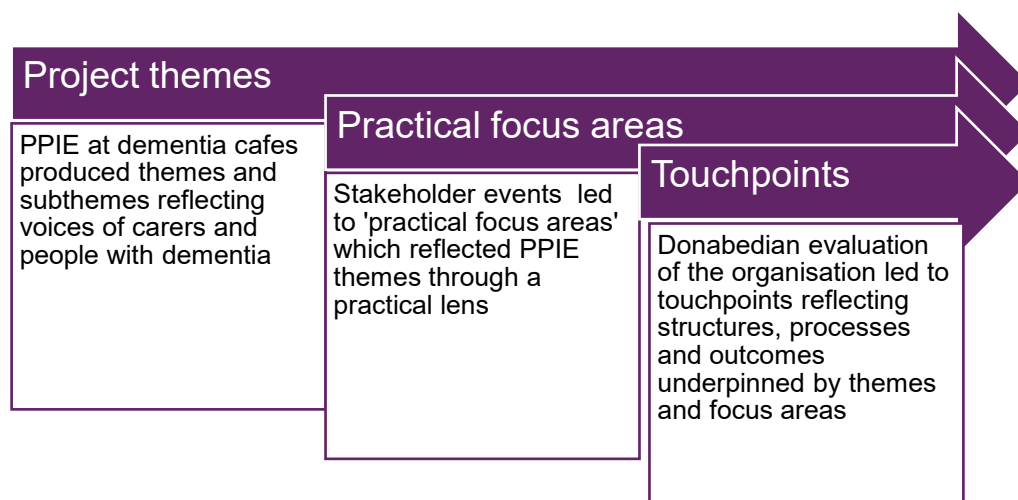 Project themes
PPIE at dementia cafes
produced themes and
subthemes reflecting
voices of carers and
people with dementia
Practical focus areas
Stakeholder events  led
to 'practical focus areas'
which reflected PPIE
themes through a
practical lens
Touchpoints
Donabedian evaluation
of the organisation led to
touchpoints reflecting
structures, processes
and outcomes
underpinned by themes
and focus areas